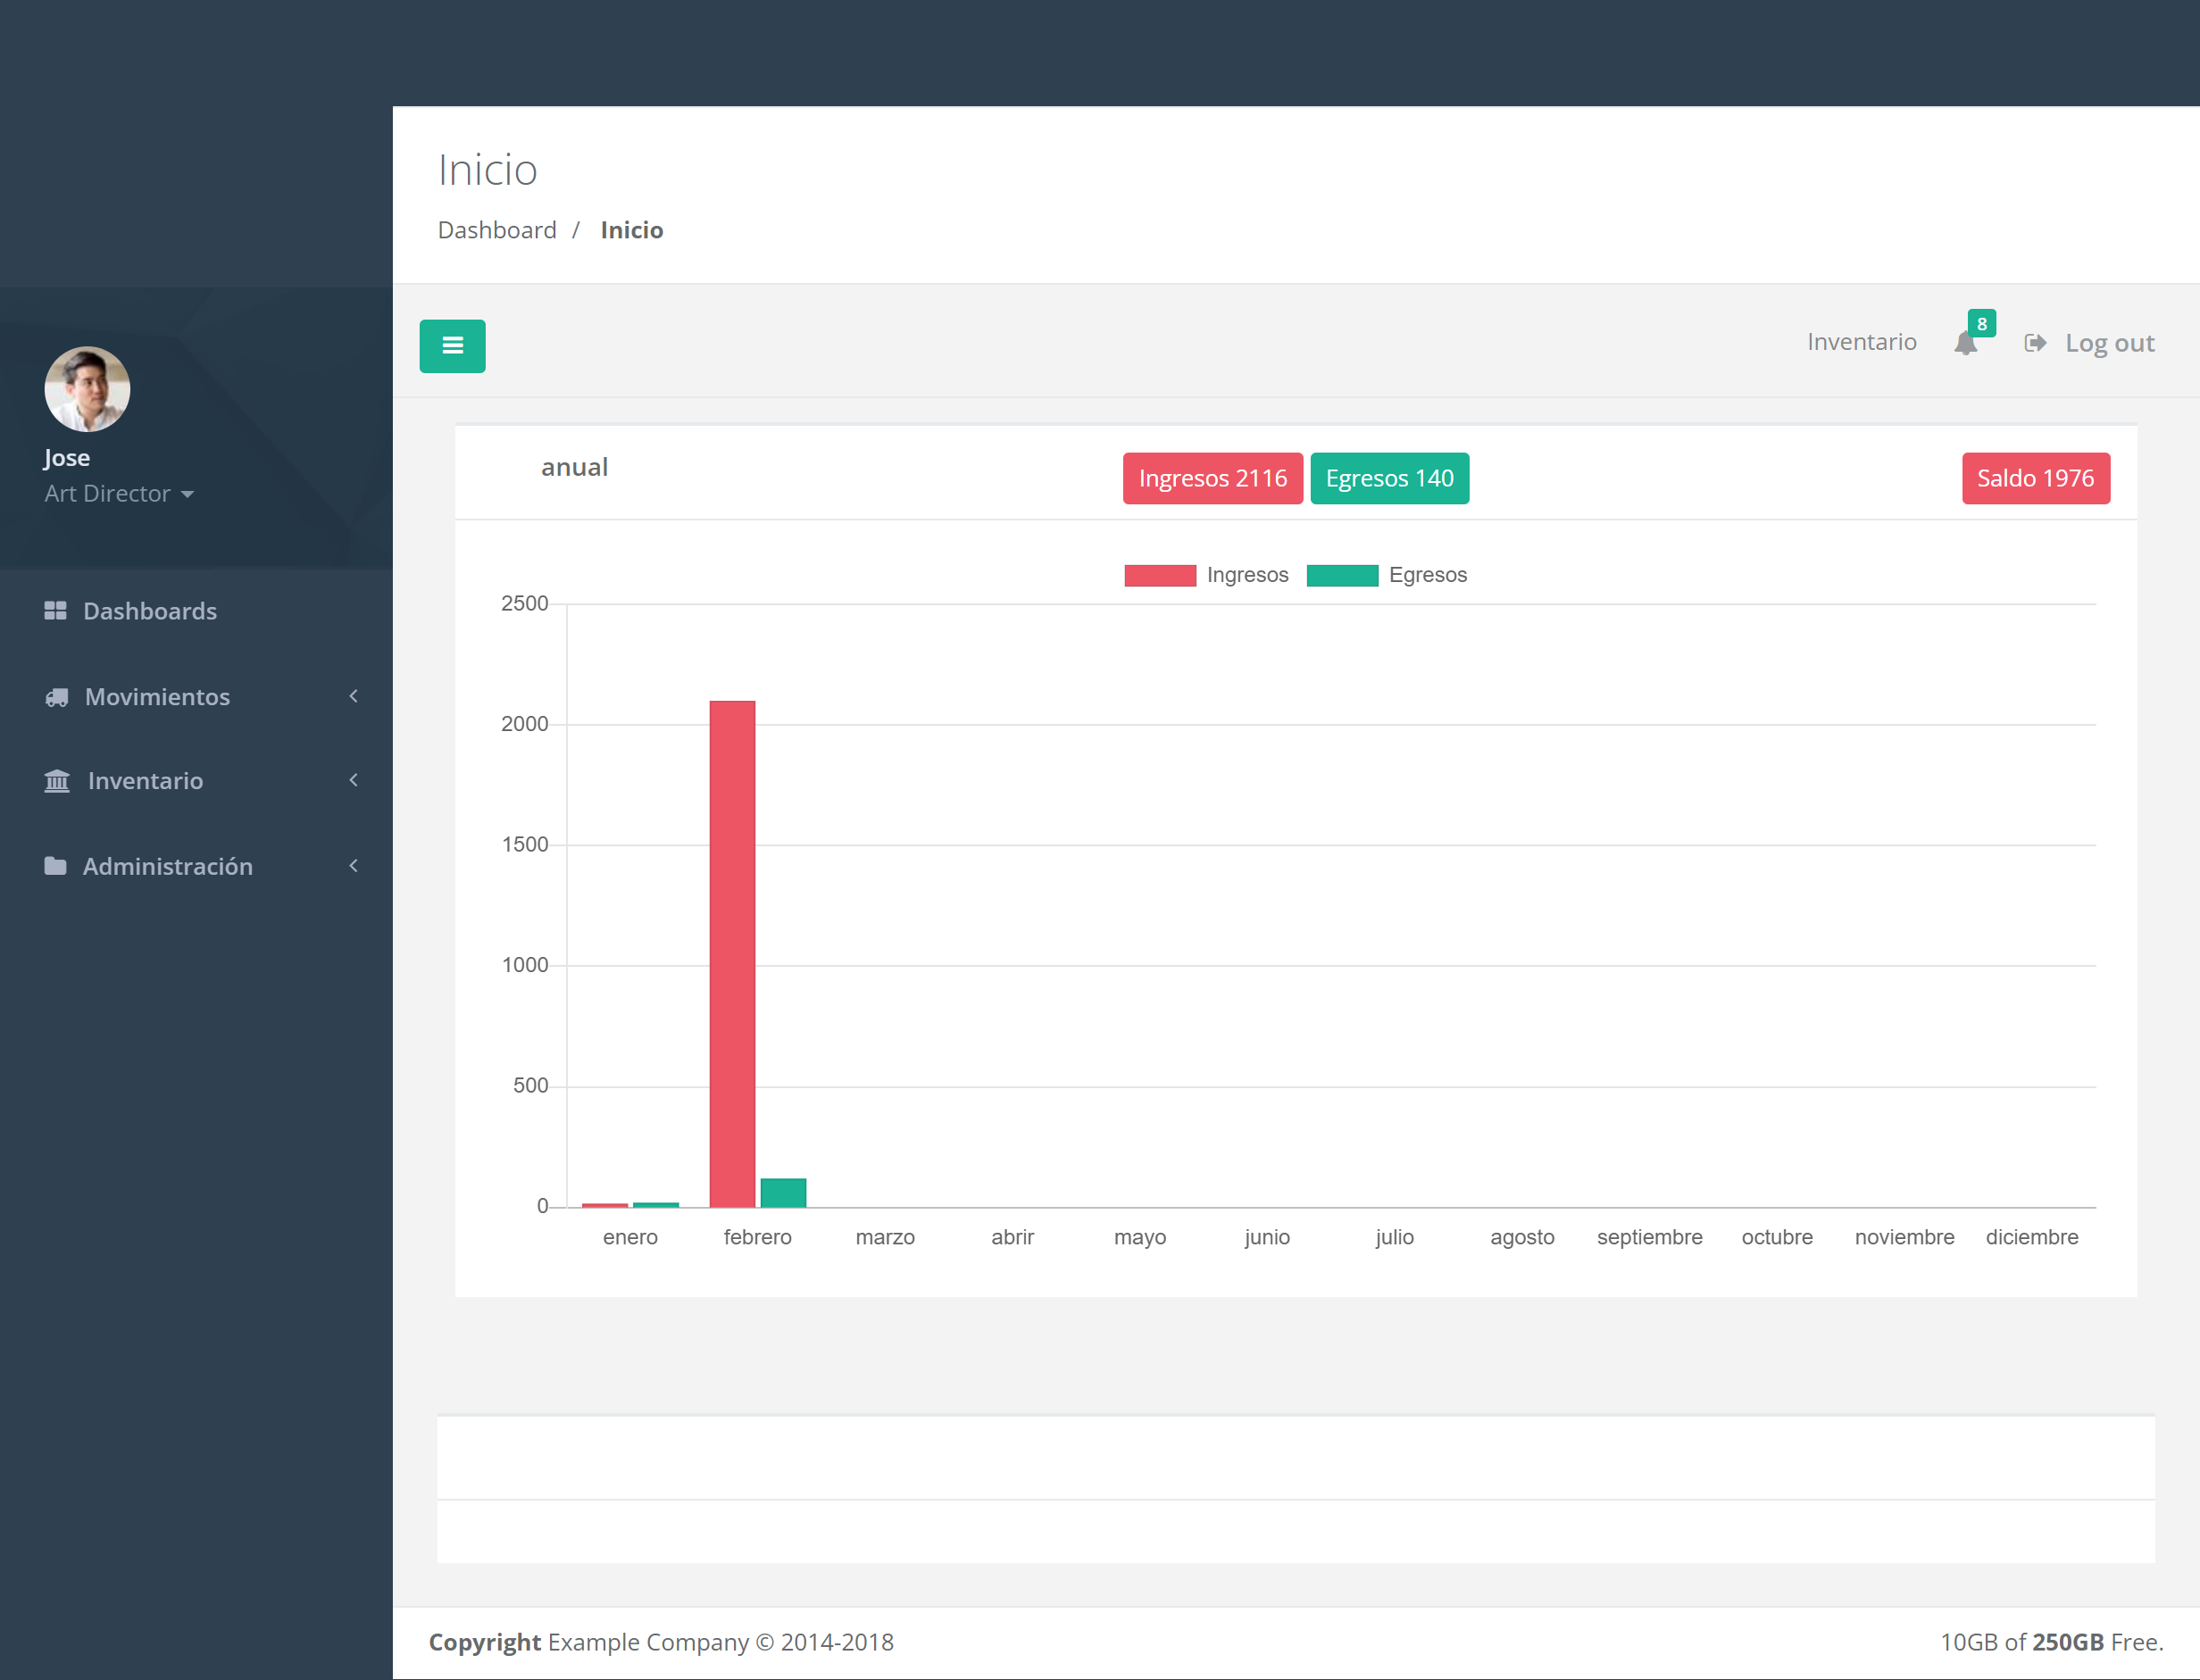 Inicio
Dashboard / Inicio
Inventario 8 Log out
Jose
Art Director
Dashboards
Movimientos
Inventario
Administración
anual Ingresos 2116 Egresos 140 Saldo 1976
Ingresos Egresos
2500
2000
1500
1000
500
0
enero febrero marzo abrir mayo junio julio agosto septiembre octubre noviembre diciembre
Copyright Example Company © 2014-2018 10GB of 250GB Free.